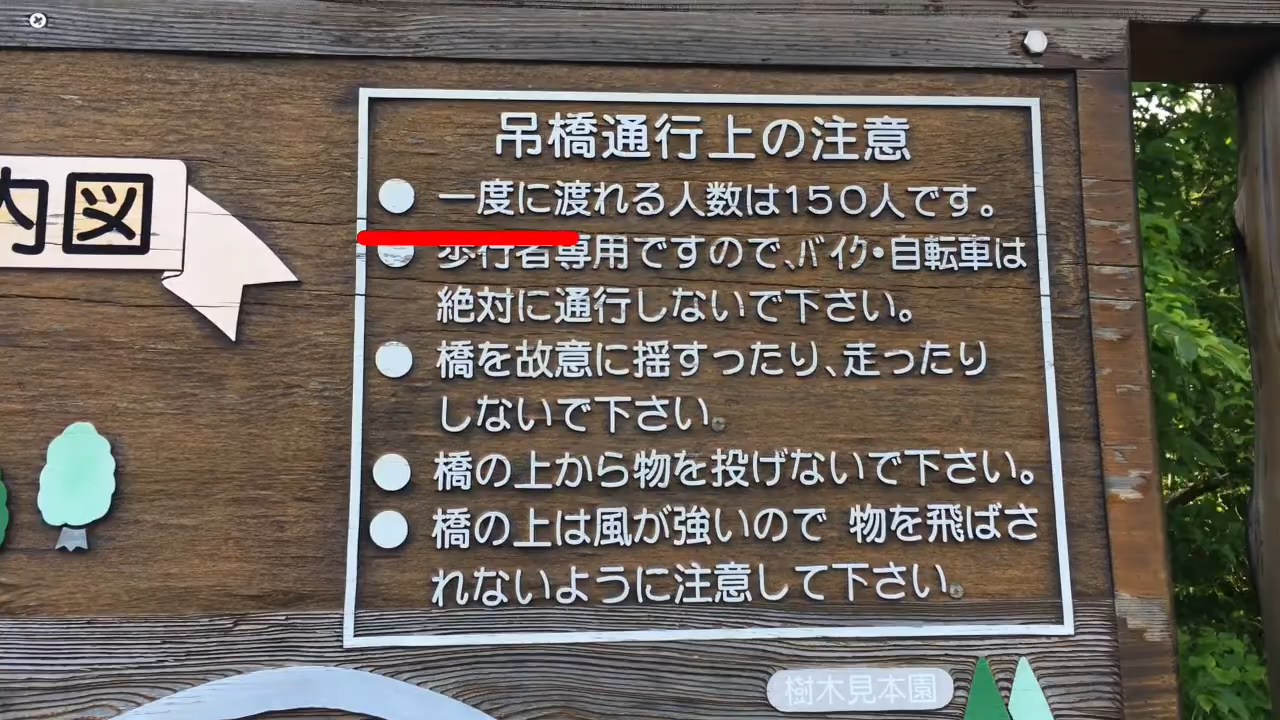 内図
吊橋通行上の注意
● 一度に渡れる人数は150人です。
● 歩行者専用ですので、バイク・自転車は
絶対に通行しないで下さい。
● 橋を故意に揺すったり、走ったり
しないで下さい。
● 橋の上から物を投げないで下さい。
● 橋の上は風が強いので 物を飛ばさ
れないように注意して下さい。
樹木見本園